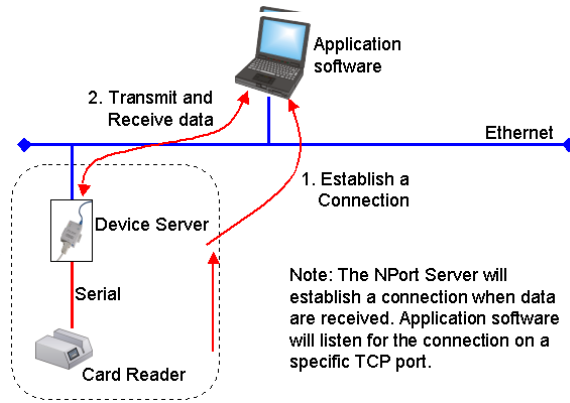 Application
software
2. Transmit and
Receive data
Ethernet
1. Establish a
Connection
Device Server
Serial
Card Reader
Note: The NPort Server will
establish a connection when data
are received. Application software
will listen for the connection on a
specific TCP port.